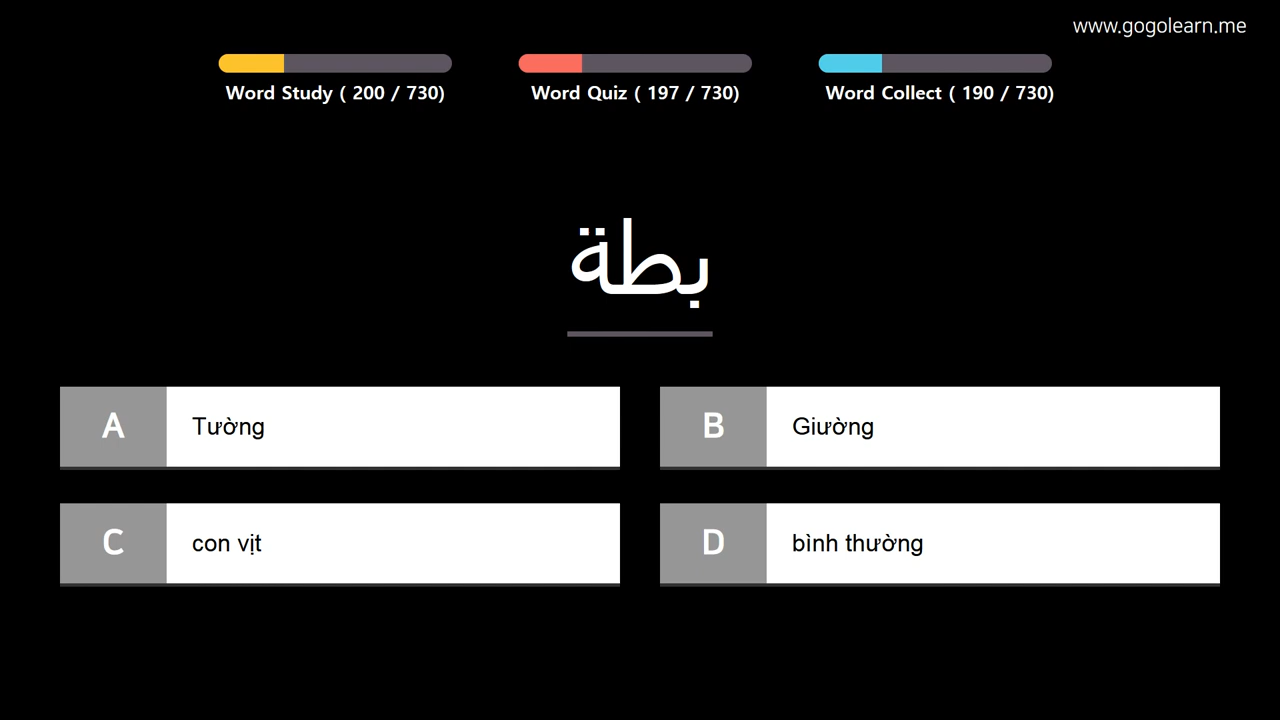 www.gogolearn.me
Word Study ( 200 / 730)
Word Quiz ( 197 / 730)
Word Collect ( 190 / 730)
بطة
A
Tường
B
Giường
C
con vịt
D
bình thường